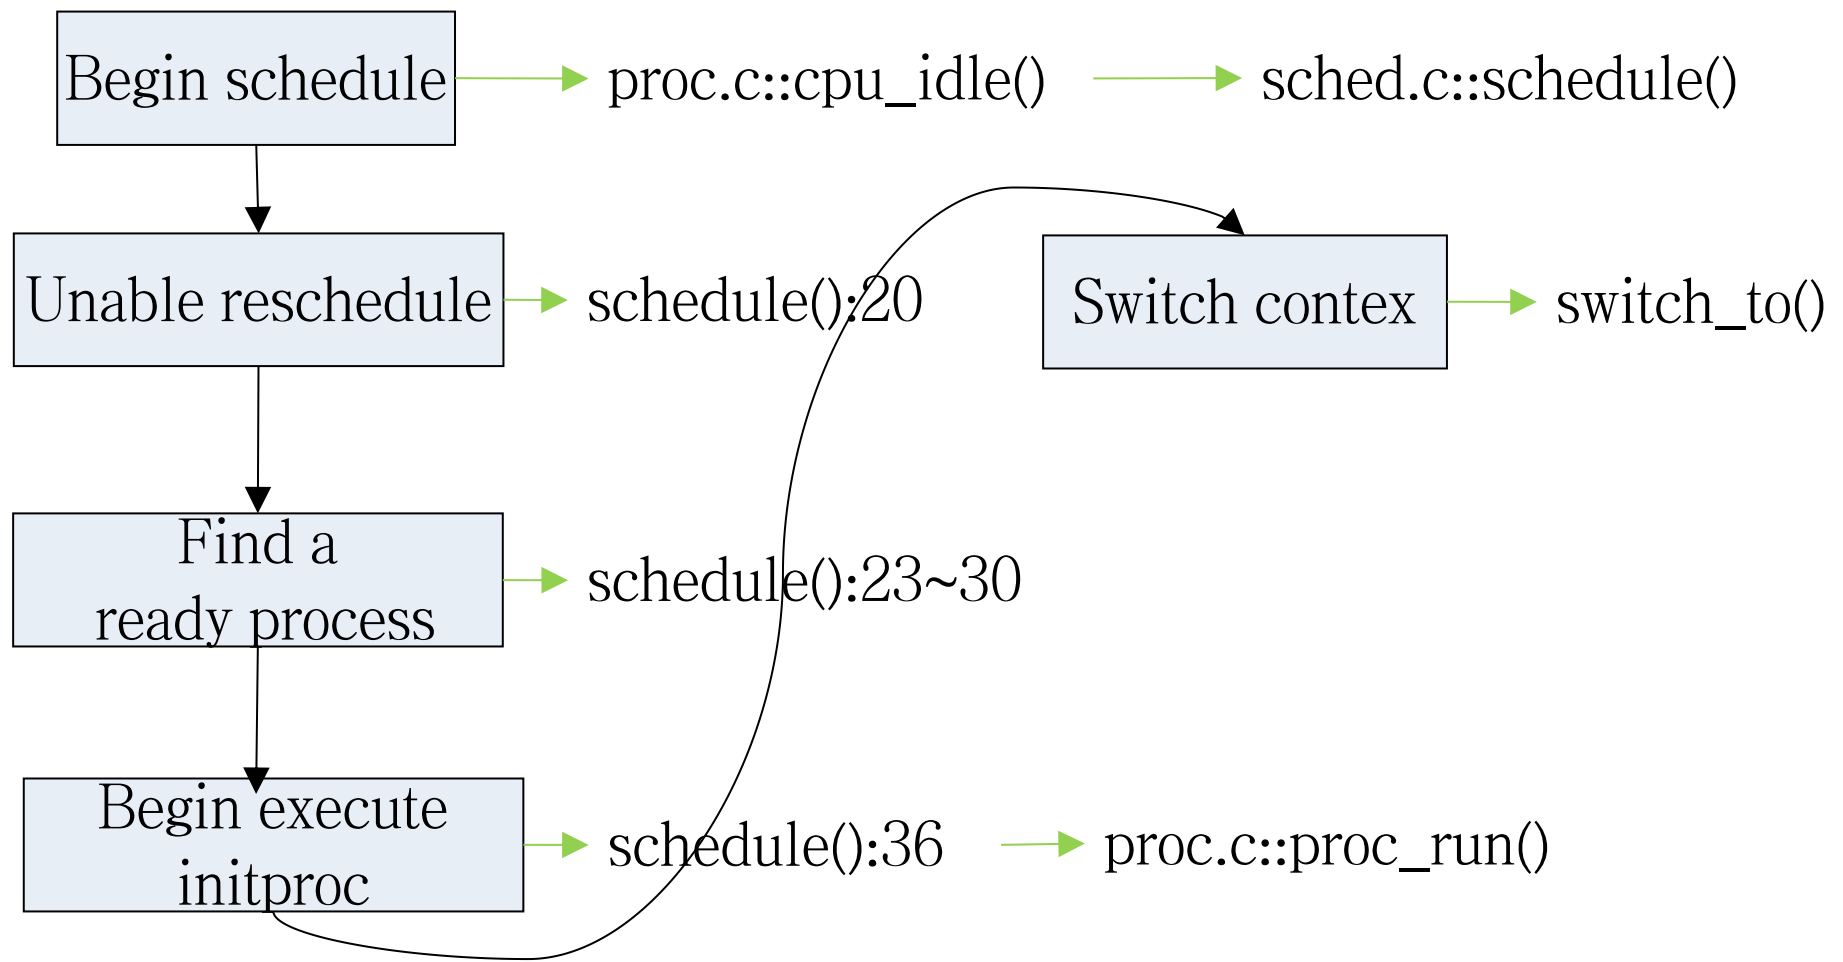 Begin schedule
proc.c::cpu_idle()
sched.c::schedule()
Unable reschedule
schedule():20
Switch contex
switch_to()
Find a
ready process
schedule():23~30
Begin execute
initproc
schedule():36
proc.c::proc_run()